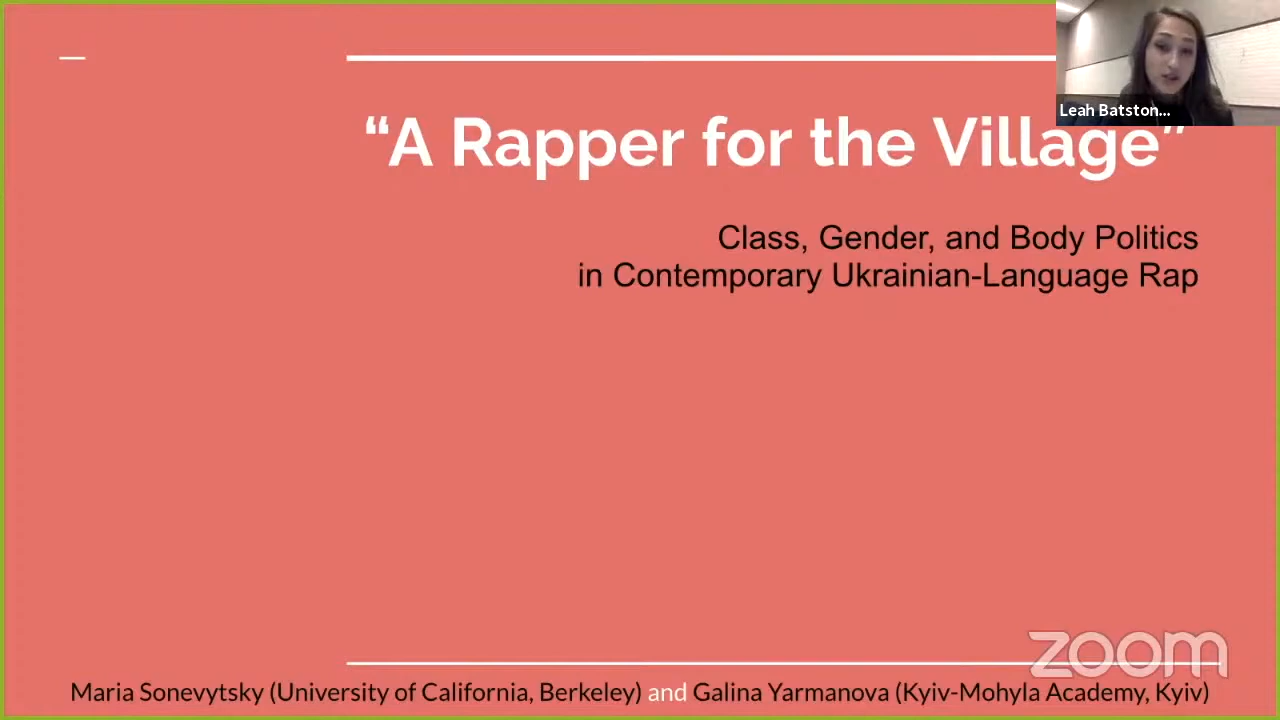 Leah Batston...
“A Rapper for the Village”
Class, Gender, and Body Politics
in Contemporary Ukrainian-Language Rap
zoom
Maria Sonevytsky (University of California, Berkeley) and Galina Yarmanova (Kyiv-Mohyla Academy, Kyiv)